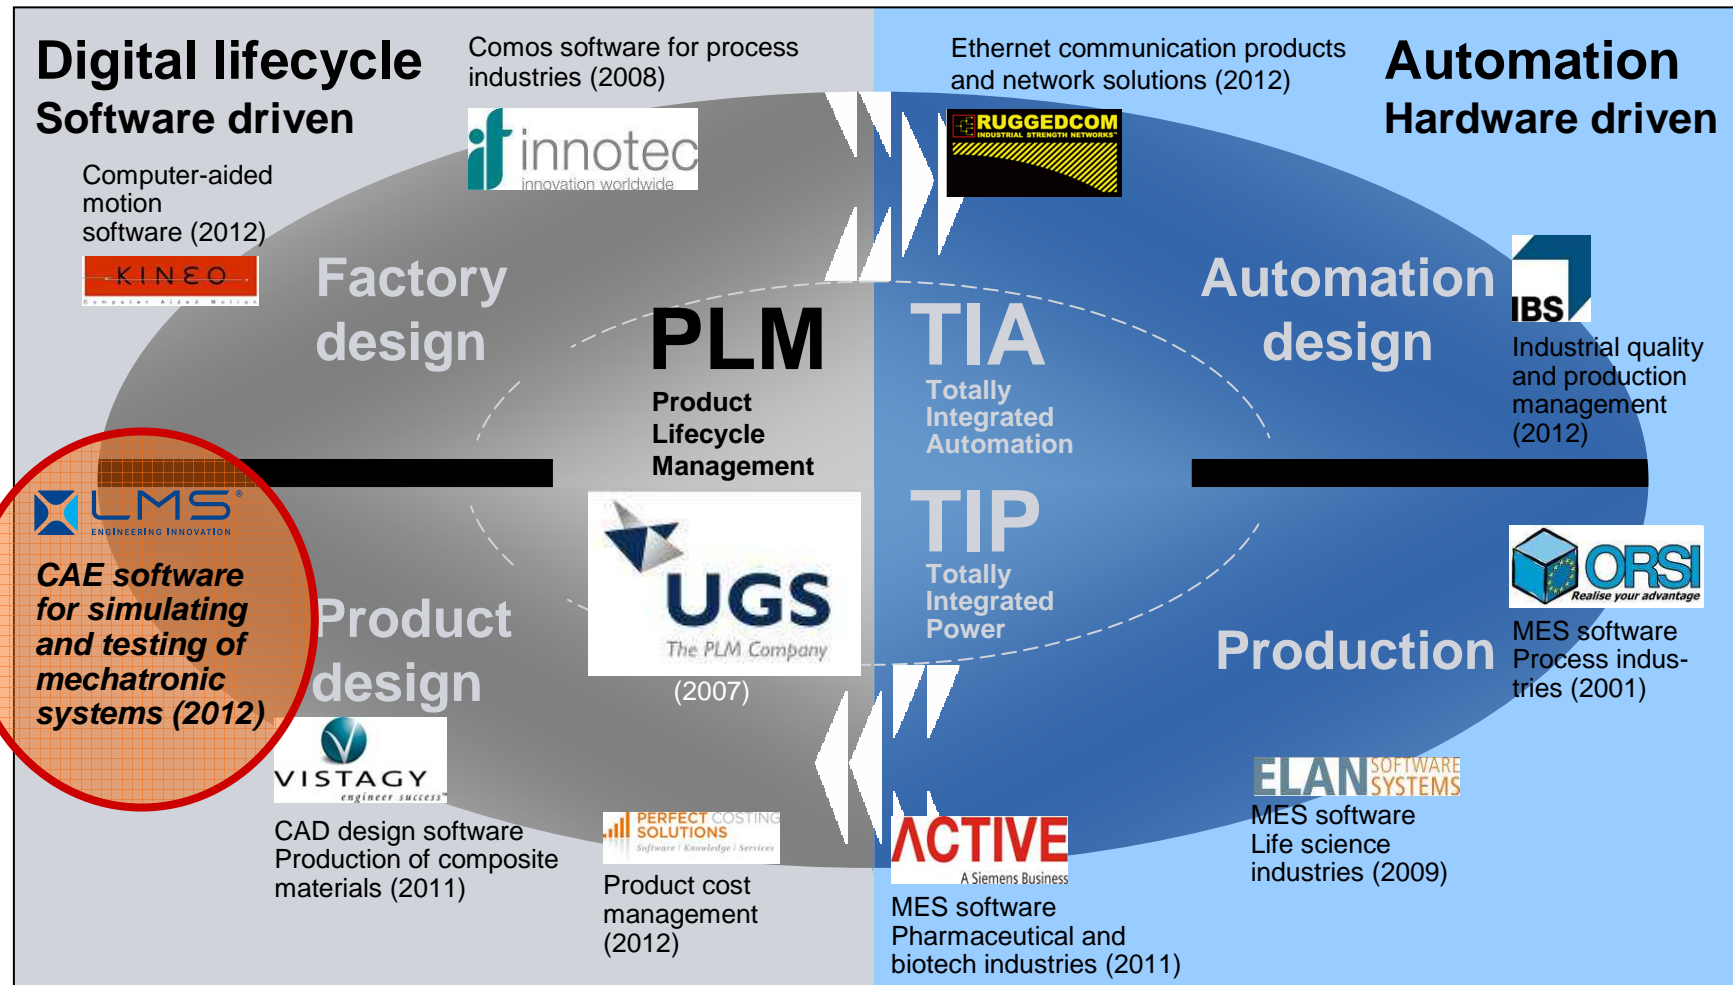 Digital lifecycle
Software driven
Comos software for process
industries (2008)
innotec
innovation worldwide
Computer-aided
motion
software (2012)
KINEO
Computer Aided Motion
Factory
design
PLM
Product
Lifecycle
Management
UGS
The PLM Company
(2007)
LMS®
ENGINEERING INNOVATION
CAE software
for simulating
and testing of
mechatronic
systems (2012)
Product
design
VISTAGY
engineer success™
CAD design software
Production of composite
materials (2011)
PERFECT COSTING
SOLUTIONS
Software | Knowledge | Services
Product cost
management
(2012)
Ethernet communication products
and network solutions (2012)
RUGGEDCOM
INDUSTRIAL STRENGTH NETWORKS™
Automation
Hardware driven
TIA
Totally
Integrated
Automation
TIP
Totally
Integrated
Power
Automation
design
IBS
Industrial quality
and production
management
(2012)
ORSI
Realise your advantage
MES software
Process indus-
tries (2001)
Production
ELAN SOFTWARE
SYSTEMS
MES software
Life science
industries (2009)
ACTIVE
A Siemens Business
MES software
Pharmaceutical and
biotech industries (2011)